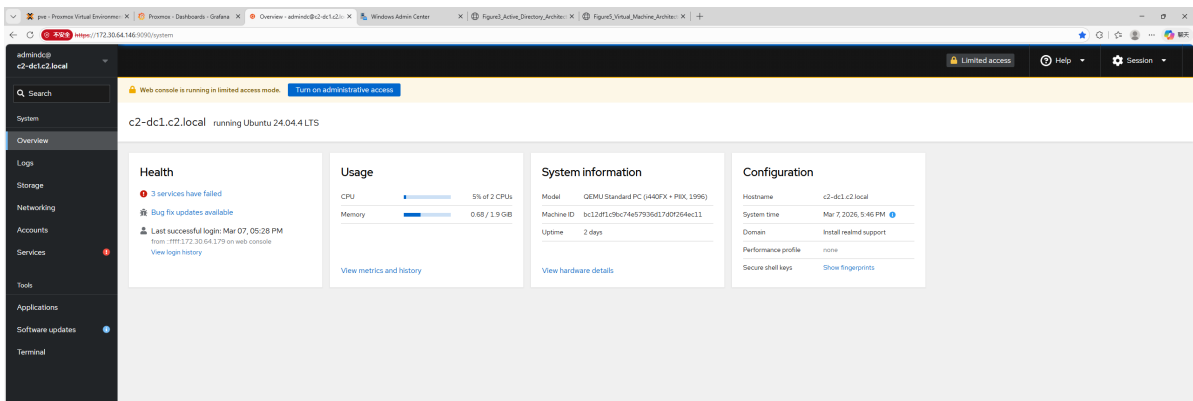 pve - Proxmox Virtual Environmen
Proxmox - Dashboards - Grafana
Overview - admindc@c2-dc1.c2.lo
Windows Admin Center
Figure3_Active_Directory_Architect
Figure5_Virtual_Machine_Architect
不安全 https://172.30.64.146:9090/system
聊天
admindc@
c2-dc1.c2.local
Limited access
Help
Session
Search
Web console is running in limited access mode.
Turn on administrative access
System
c2-dc1.c2.local running Ubuntu 24.04.4 LTS
Overview
Logs
Storage
Networking
Accounts
Services
Tools
Applications
Software updates
Terminal
Health
3 services have failed
Bug fix updates available
Last successful login: Mar 07, 05:28 PM
from ::ffff:172.30.64.179 on web console
View login history
Usage
CPU 5% of 2 CPUs
Memory 0.68 / 1.9 GiB
View metrics and history
System information
Model QEMU Standard PC (i440FX + PIIX, 1996)
Machine ID bc12df1c9bc74e57936d17d0f264ec11
Uptime 2 days
View hardware details
Configuration
Hostname c2-dc1.c2.local
System time Mar 7, 2026, 5:46 PM
Domain Install realmd support
Performance profile none
Secure shell keys Show fingerprints